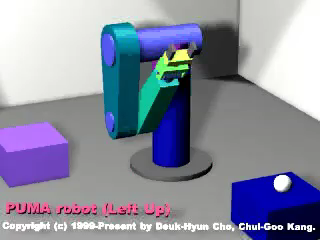 PUMA robot (Left Up)
Copyright (c) 1999-Present by Deuk-Hyun Cho, Chul-Goo Kang.